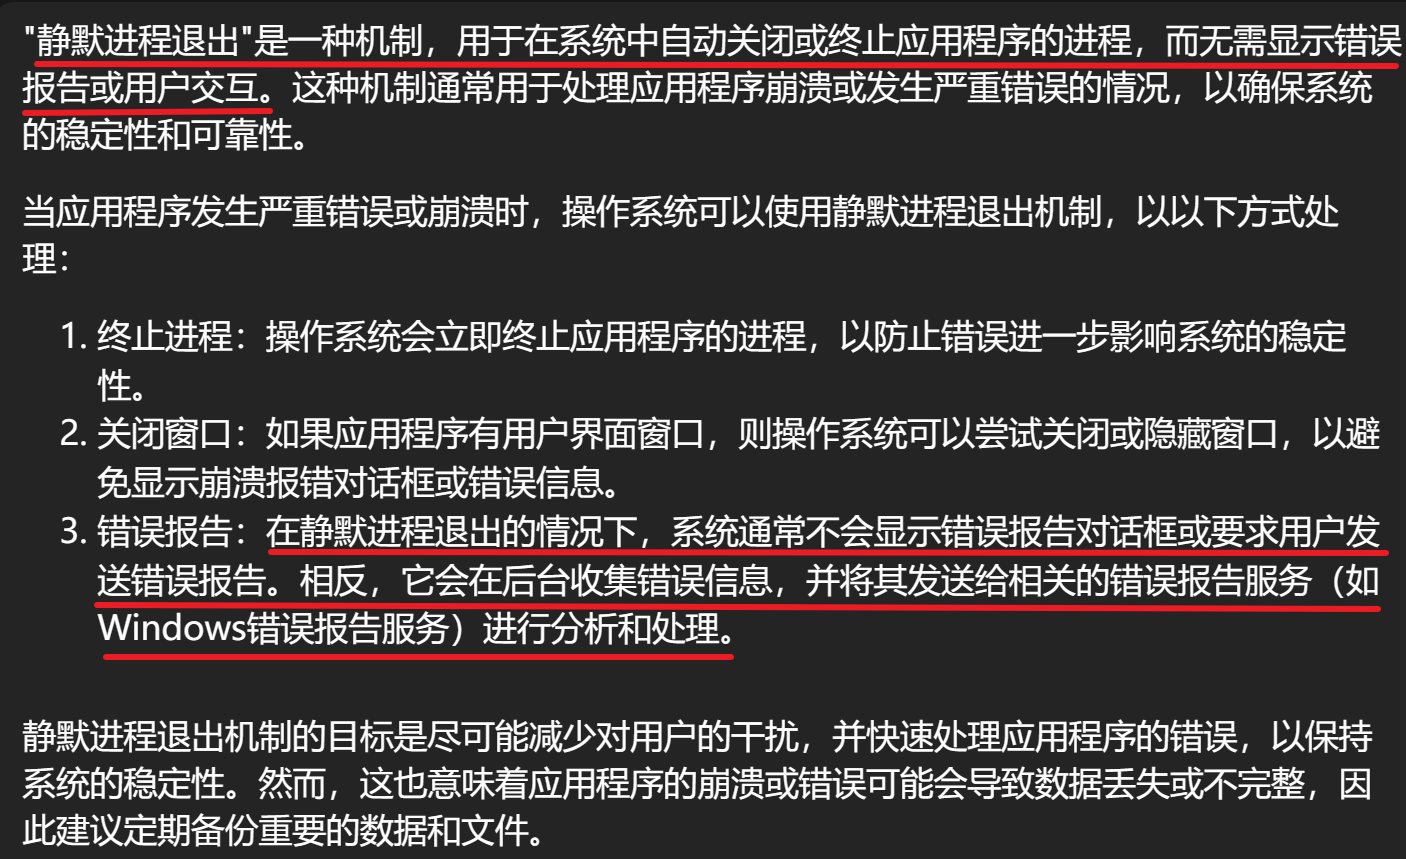 "静默进程退出"是一种机制，用于在系统中自动关闭或终止应用程序的进程，而无需显示错误
报告或用户交互。这种机制通常用于处理应用程序崩溃或发生严重错误的情况，以确保系统
的稳定性和可靠性。
当应用程序发生严重错误或崩溃时，操作系统可以使用静默进程退出机制，以以下方式处
理：
1. 终止进程：操作系统会立即终止应用程序的进程，以防止错误进一步影响系统的稳定
性。
2. 关闭窗口：如果应用程序有用户界面窗口，则操作系统可以尝试关闭或隐藏窗口，以避
免显示崩溃报错对话框或错误信息。
3. 错误报告：在静默进程退出的情况下，系统通常不会显示错误报告对话框或要求用户发
送错误报告。相反，它会在后台收集错误信息，并将其发送给相关的错误报告服务（如
Windows错误报告服务）进行分析和处理。
静默进程退出机制的目标是尽可能减少对用户的干扰，并快速处理应用程序的错误，以保持
系统的稳定性。然而，这也意味着应用程序的崩溃或错误可能会导致数据丢失或不完整，因
此建议定期备份重要的数据和文件。